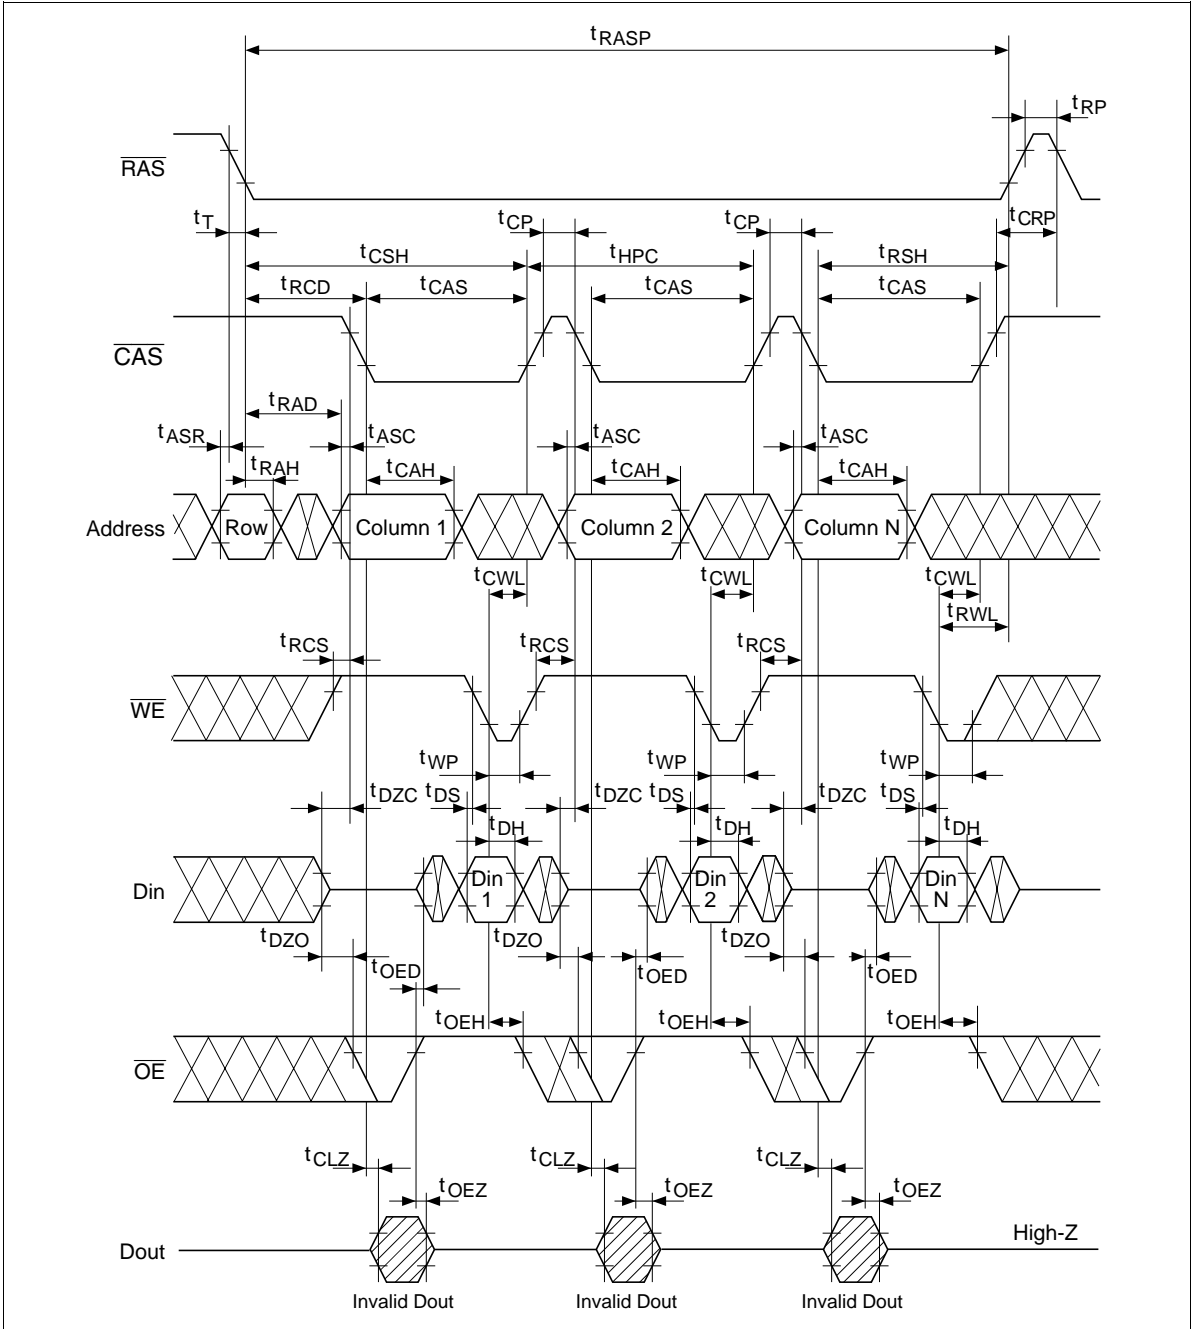 tRASP
tRP
RAS
tT
tCP
tCP
tCRP
tCSH
tHPC
tRSH
tRCD
tCAS
tCAS
tCAS
CAS
tRAD
tASR
tASC
tASC
tASC
tRAH
tCAH
tCAH
tCAH
Address
Row
Column 1
Column 2
Column N
tCWL
tCWL
tCWL
tRWL
tRCS
tRCS
tRCS
WE
tWP
tWP
tWP
tDZC
tDS
tDZC
tDS
tDZC
tDS
tDH
tDH
tDH
Din
Din 1
Din 2
Din N
tDZO
tDZO
tDZO
tOED
tOED
tOED
tOEH
tOEH
tOEH
OE
tCLZ
tCLZ
tCLZ
tOEZ
tOEZ
tOEZ
High-Z
Dout
Invalid Dout
Invalid Dout
Invalid Dout